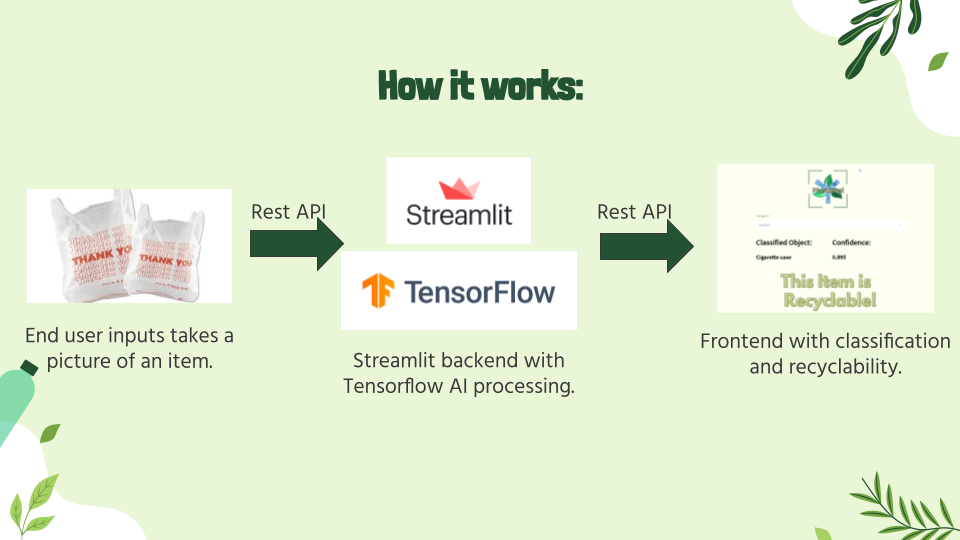 How it works:
Rest API
Rest API
THANK YOU
THANK YOU
Streamlit
TensorFlow
Classified Object:
Confidence:
Cigarette case
0.895
This Item is
Recyclable!
End user inputs takes a
picture of an item.
Streamlit backend with
Tensorflow AI processing.
Frontend with classification
and recyclability.